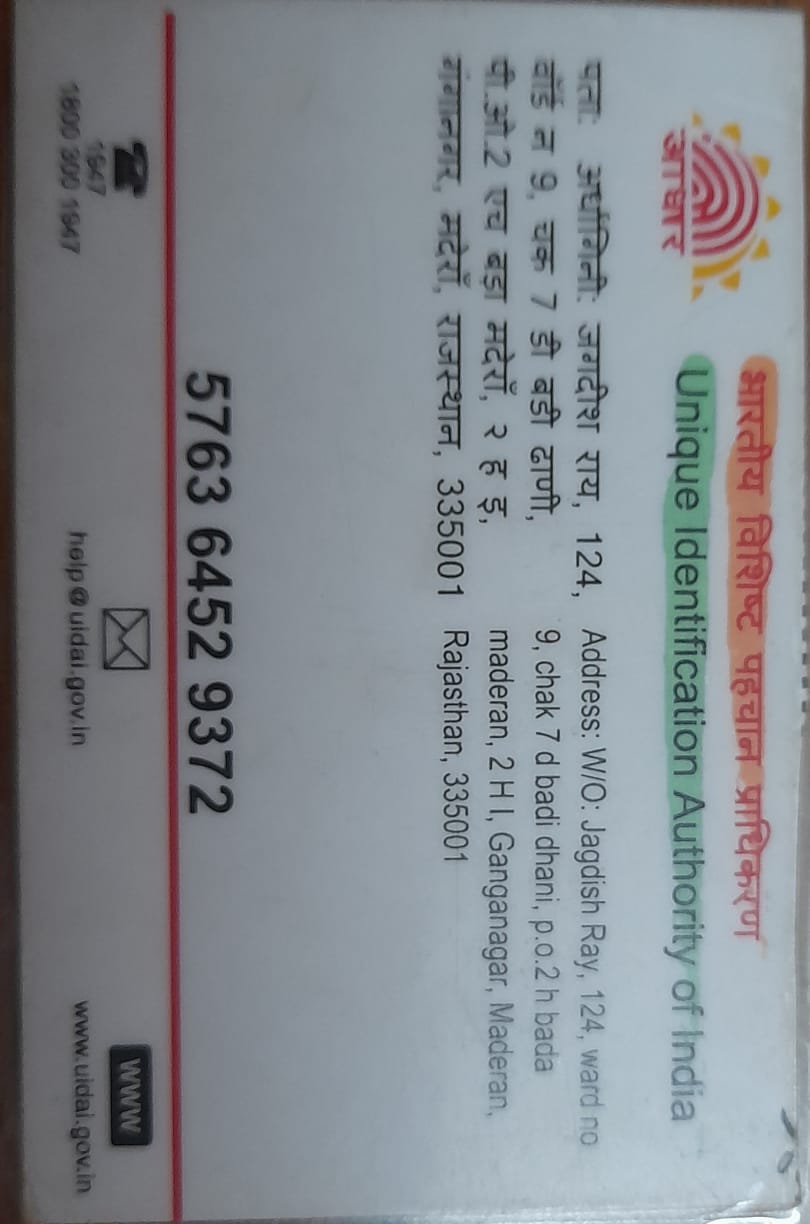 भारतीय विशिष्ट पहचान प्राधिकरण
Unique Identification Authority of India
आधार
पता: अर्धांगिनी: जगदीश राय, 124,
वॉर्ड न 9, चक 7 डी बडी ढाणी,
पी.ओ.2 एच बड़ा मदेराँ, २ ह इ,
गंगानगर, मदेराँ, राजस्थान, 335001
Address: W/O: Jagdish Ray, 124, ward no
9, chak 7 d badi dhani, p.o.2 h bada
maderan, 2 H I, Ganganagar, Maderan,
Rajasthan, 335001
5763 6452 9372
1947
1800 300 1947
help@uidai.gov.in
www
www.uidai.gov.in